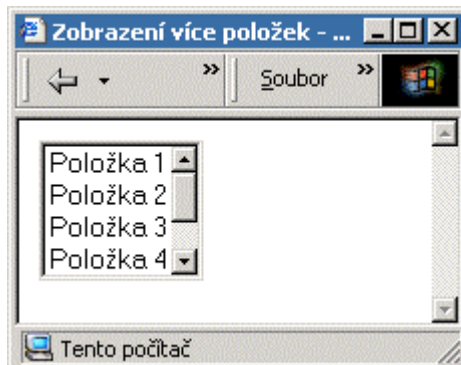 Zobrazení více položek - ...
» Soubor »
Položka 1
Položka 2
Položka 3
Položka 4
Tento počítač